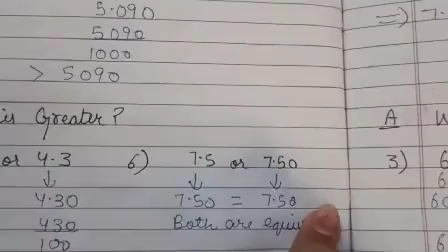 5.090
5090
1000
> 5090
is Greater?
or 4.3
↓
4.30
430
100
6) 7.5 or 7.50
↓ ↓
7.50 = 7.50
Both are
=> 7.
A
3)